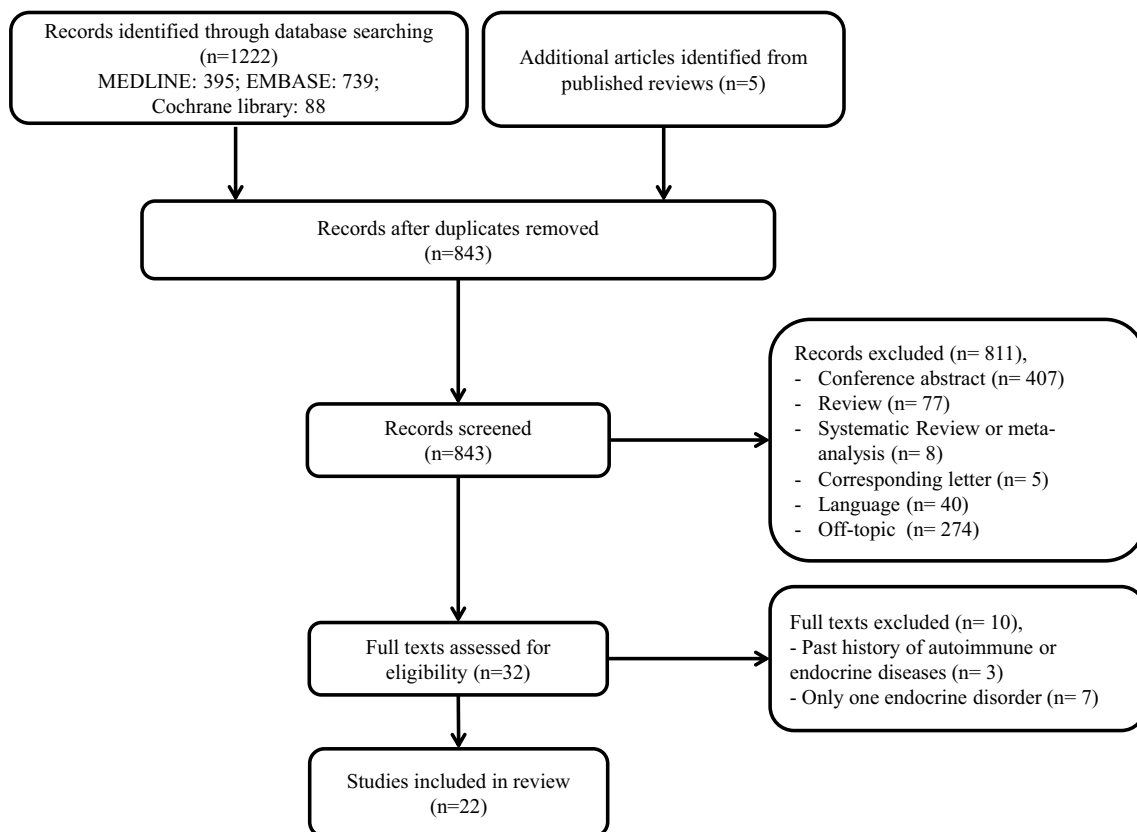 Records identified through database searching
(n=1222)
MEDLINE: 395; EMBASE: 739;
Cochrane library: 88
Additional articles identified from
published reviews (n=5)
Records after duplicates removed
(n=843)
Records screened
(n=843)
Records excluded (n= 811),
- Conference abstract (n= 407)
- Review (n= 77)
- Systematic Review or meta-
analysis (n= 8)
- Corresponding letter (n= 5)
- Language (n= 40)
- Off-topic (n= 274)
Full texts assessed for
eligibility (n=32)
Full texts excluded (n= 10),
- Past history of autoimmune or
endocrine diseases (n= 3)
- Only one endocrine disorder (n= 7)
Studies included in review
(n=22)